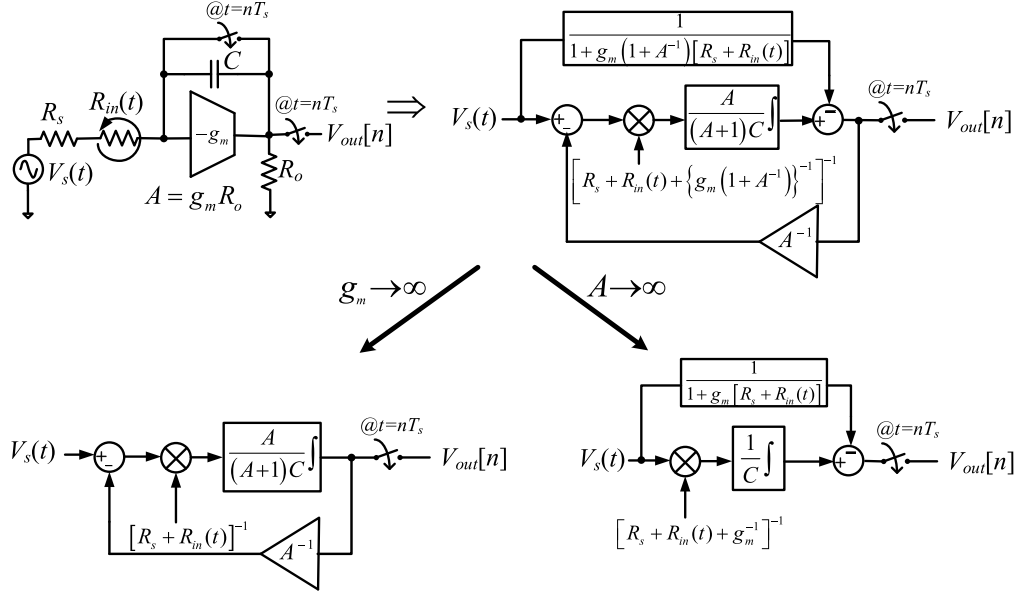 @t=nT_s
C
R_s
R_in(t)
-g_m
@t=nT_s
V_out[n]
V_s(t)
R_o
A = g_m R_o
⇒
1/(1+g_m(1+A^{-1})[R_s+R_in(t)])
V_s(t)
+
-
A/((A+1)C) ∫
+
-
@t=nT_s
V_out[n]
[R_s+R_in(t)+{g_m(1+A^{-1})}^{-1}]^{-1}
A^{-1}
g_m→∞
A→∞
V_s(t)
+
-
A/((A+1)C) ∫
@t=nT_s
V_out[n]
[R_s+R_in(t)]^{-1}
A^{-1}
1/(1+g_m[R_s+R_in(t)])
V_s(t)
1/C ∫
+
-
@t=nT_s
V_out[n]
[R_s+R_in(t)+g_m^{-1}]^{-1}